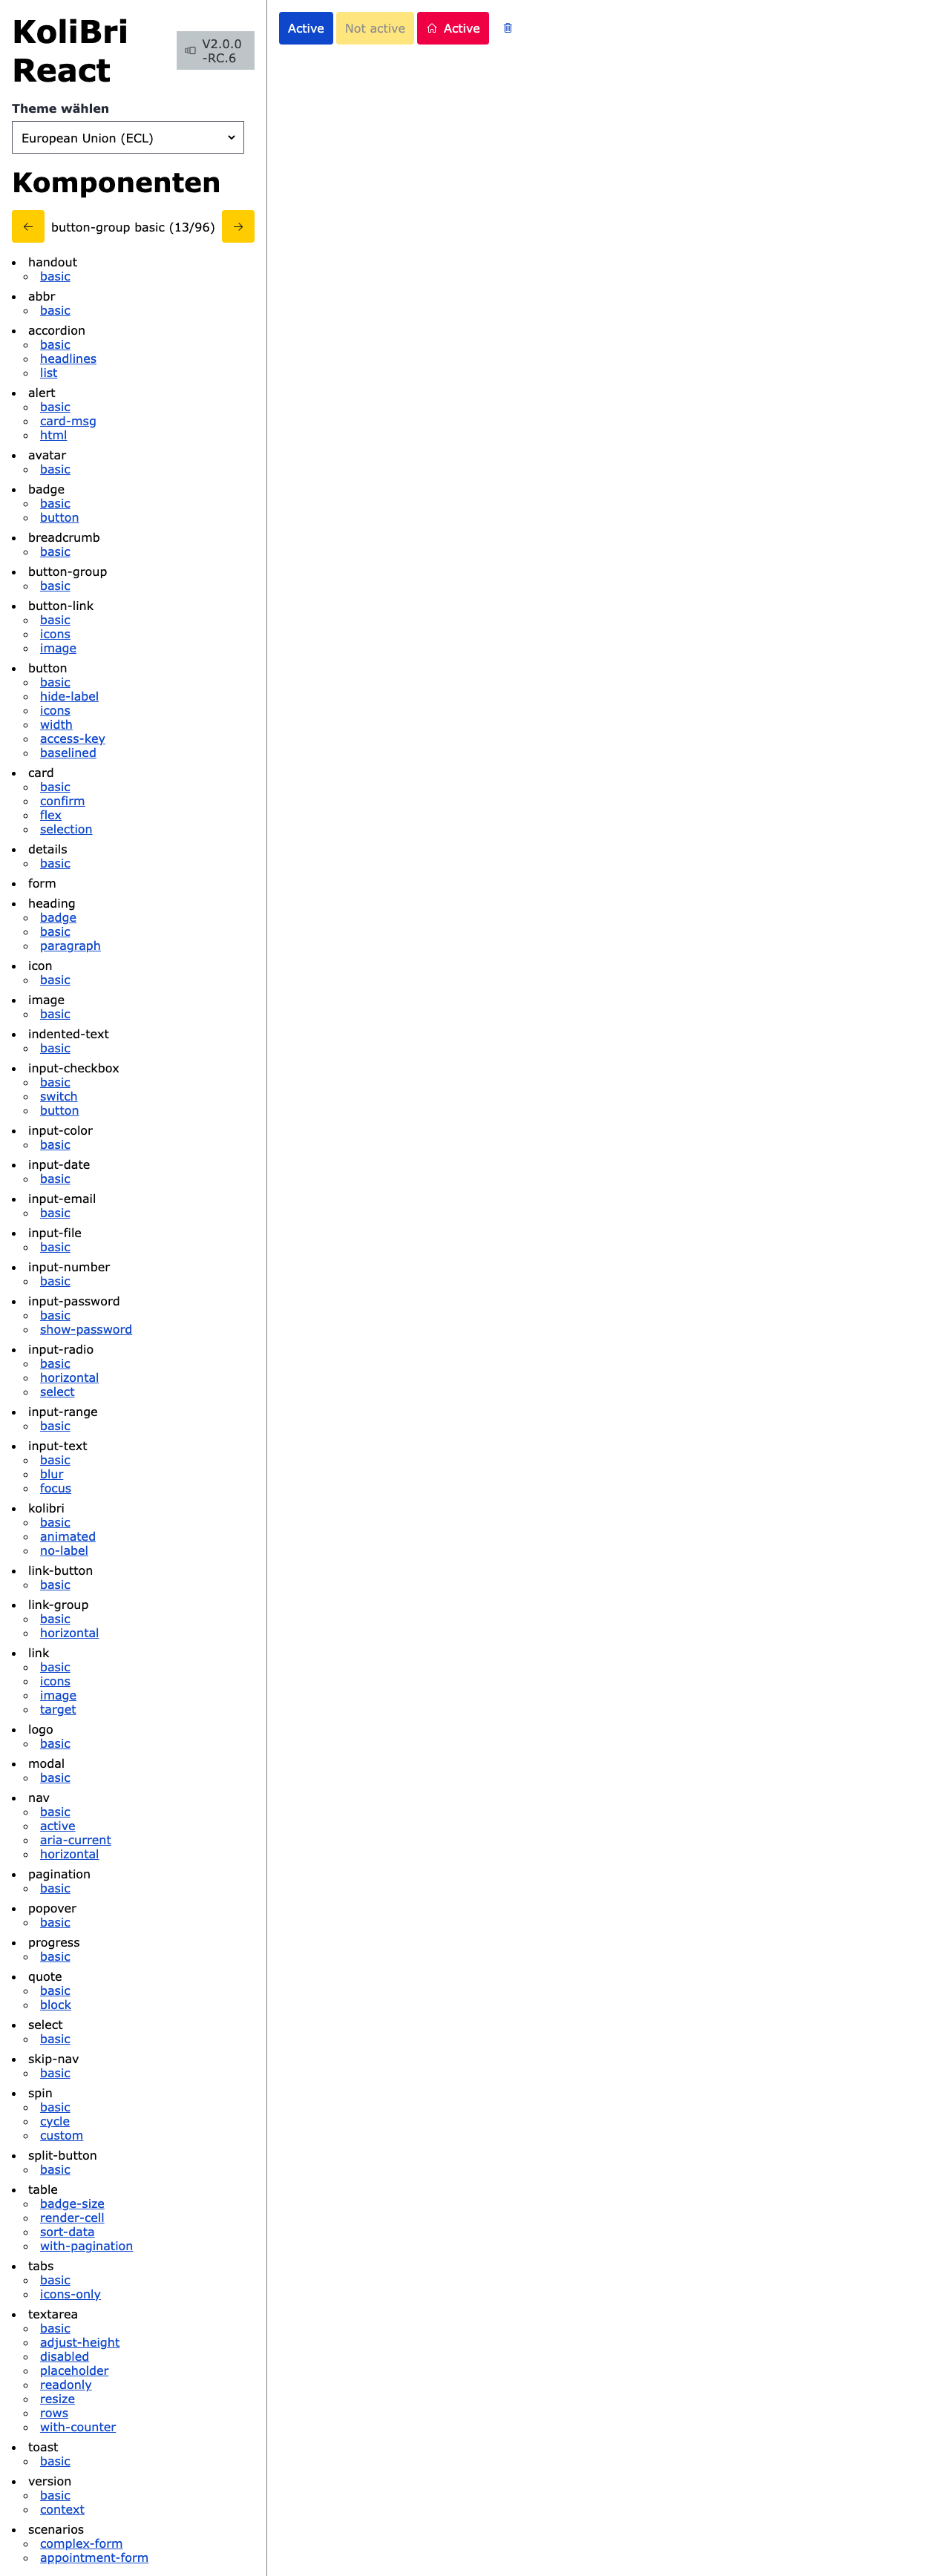 KoliBri
React
V2.0.0
-RC.6
Theme wählen
European Union (ECL)
Komponenten
button-group basic (13/96)
handout
basic
abbr
basic
accordion
basic
headlines
list
alert
basic
card-msg
html
avatar
basic
badge
basic
button
breadcrumb
basic
button-group
basic
button-link
basic
icons
image
button
basic
hide-label
icons
width
access-key
baselined
card
basic
confirm
flex
selection
details
basic
form
heading
badge
basic
paragraph
icon
basic
image
basic
indented-text
basic
input-checkbox
basic
switch
button
input-color
basic
input-date
basic
input-email
basic
input-file
basic
input-number
basic
input-password
basic
show-password
input-radio
basic
horizontal
select
input-range
basic
input-text
basic
blur
focus
kolibri
basic
animated
no-label
link-button
basic
link-group
basic
horizontal
link
basic
icons
image
target
logo
basic
modal
basic
nav
basic
active
aria-current
horizontal
pagination
basic
popover
basic
progress
basic
quote
basic
block
select
basic
skip-nav
basic
spin
basic
cycle
custom
split-button
basic
table
badge-size
render-cell
sort-data
with-pagination
tabs
basic
icons-only
textarea
basic
adjust-height
disabled
placeholder
readonly
resize
rows
with-counter
toast
basic
version
basic
context
scenarios
complex-form
appointment-form
Active
Not active
Active